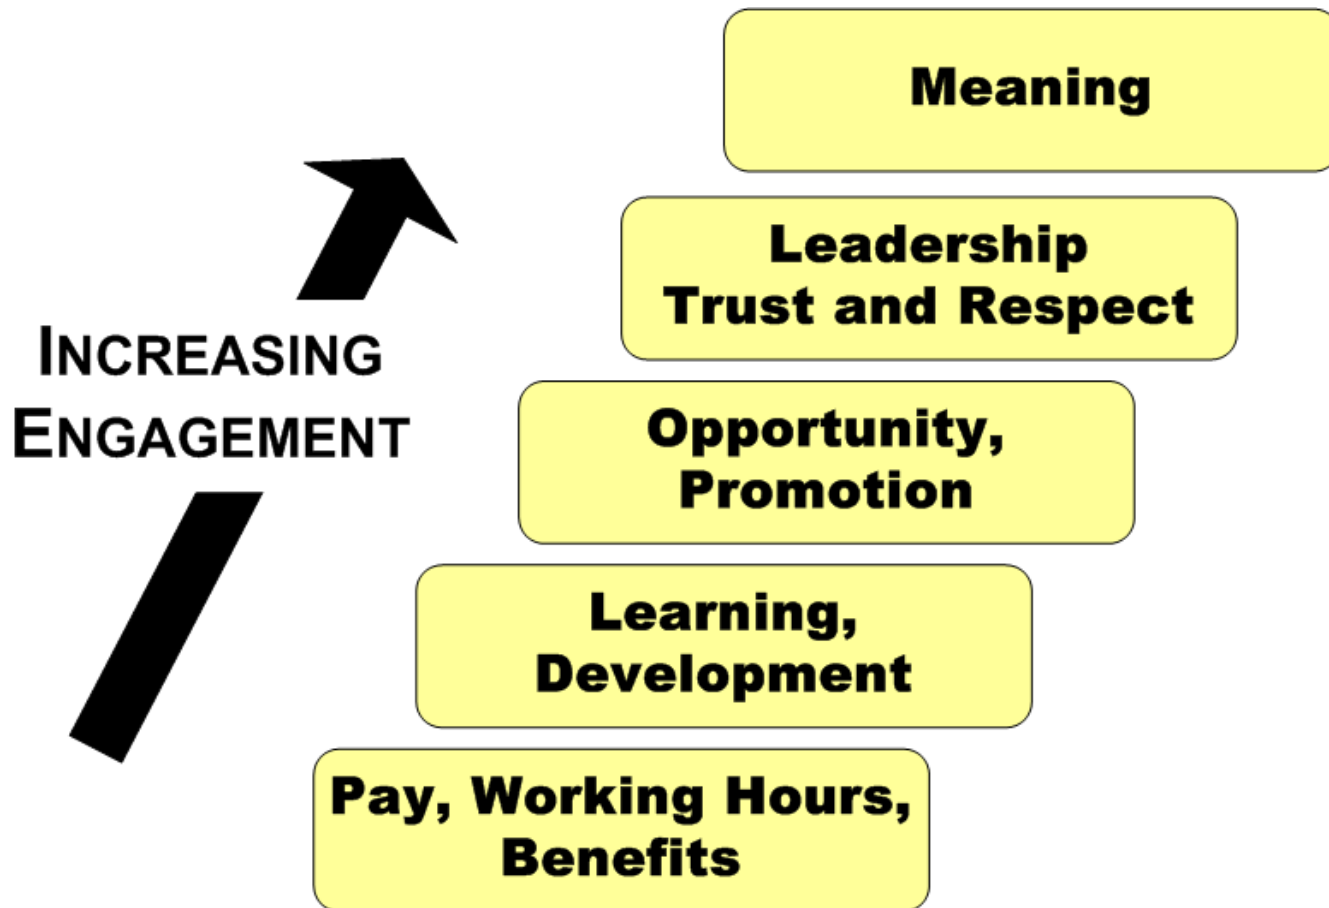 Meaning
Leadership
Trust and Respect
INCREASING
ENGAGEMENT
Opportunity,
Promotion
Learning,
Development
Pay, Working Hours,
Benefits